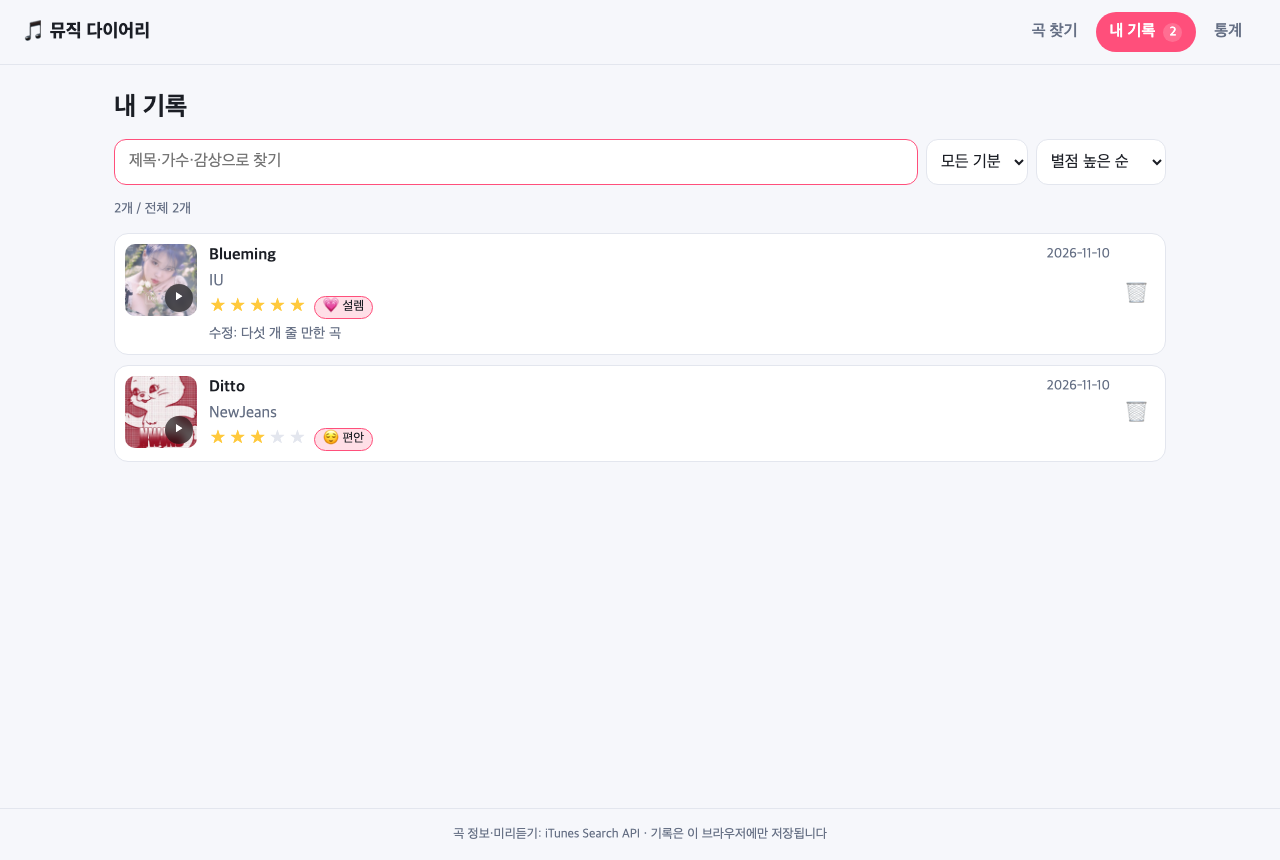 🎵 뮤직 다이어리
곡 찾기
내 기록 2
통계
내 기록
제목·가수·감상으로 찾기
모든 기분
별점 높은 순
2개 / 전체 2개
Blueming
2026-11-10
IU
★★★★★ 💗 설렘
수정: 다섯 개 줄 만한 곡
Ditto
2026-11-10
NewJeans
★★★★★ 😌 편안
곡 정보·미리듣기: iTunes Search API · 기록은 이 브라우저에만 저장됩니다